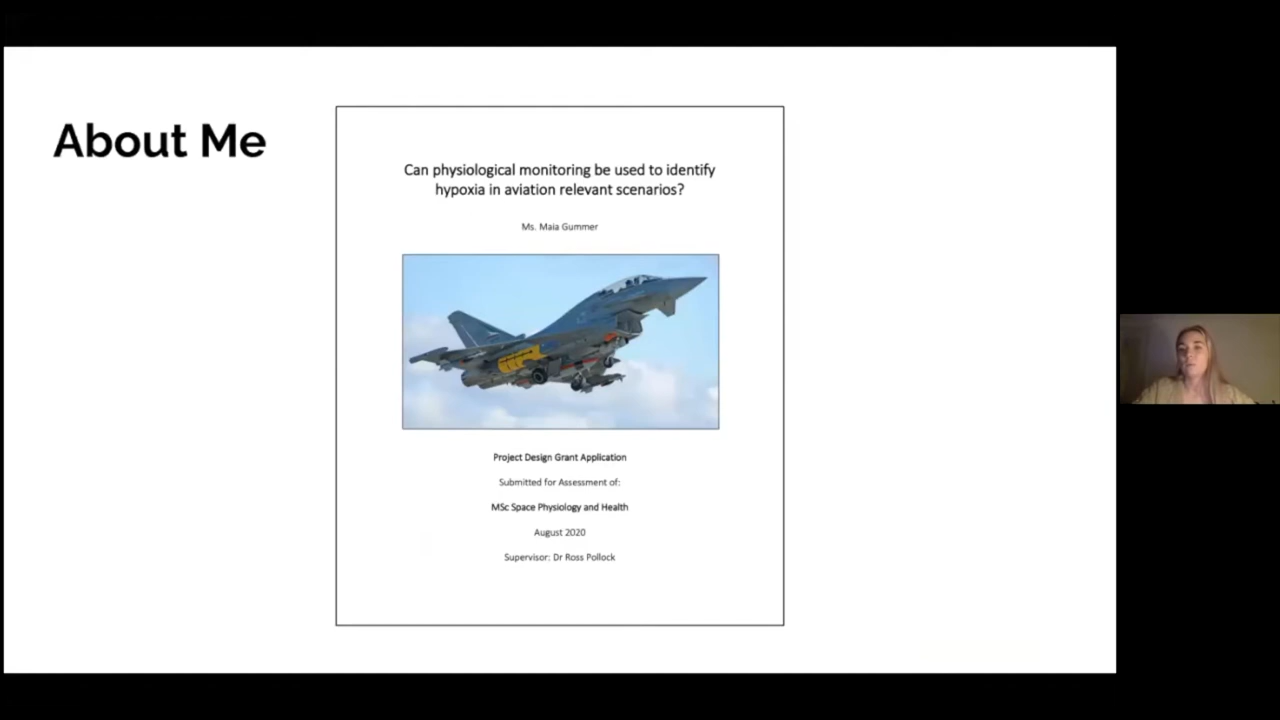 About Me
Can physiological monitoring be used to identify
hypoxia in aviation relevant scenarios?
Ms. Maia Gummer
Project Design Grant Application
Submitted for Assessment of:
MSc Space Physiology and Health
August 2020
Supervisor: Dr Ross Pollock